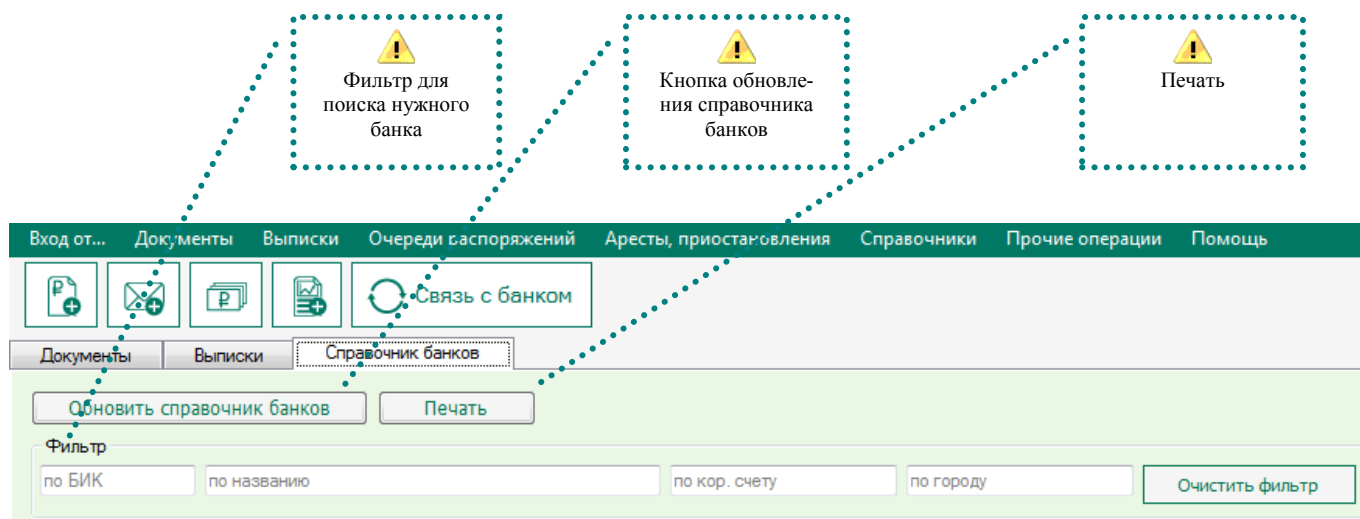 Фильтр для
поиска нужного
банка
Кнопка обновле-
ния справочника
банков
Печать
Вход от... Документы Выписки Очереди распоряжений Аресты, приостановления Справочники Прочие операции Помощь
Связь с банком
Документы Выписки Справочник банков
Обновить справочник банков Печать
Фильтр
по БИК по названию по кор. счету по городу Очистить фильтр